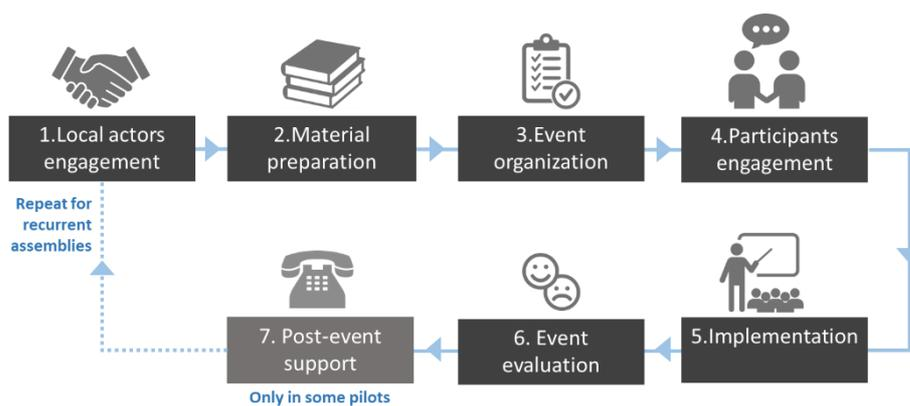 1.Local actors
engagement
2.Material
preparation
3.Event
organization
4.Participants
engagement
Repeat for
recurrent
assemblies
7. Post-event
support
6. Event
evaluation
5.Implementation
Only in some pilots